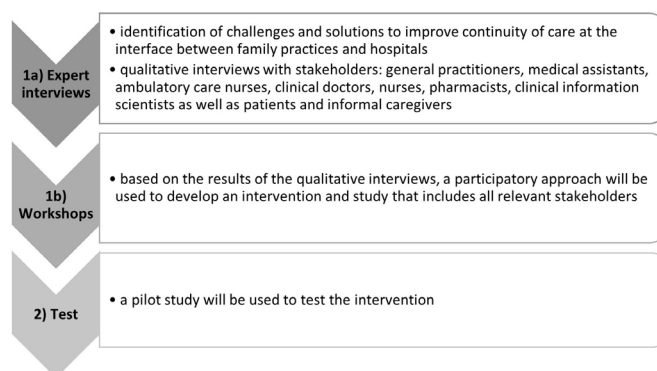 1a) Expert
interviews
• identification of challenges and solutions to improve continuity of care at the
interface between family practices and hospitals
• qualitative interviews with stakeholders: general practitioners, medical assistants,
ambulatory care nurses, clinical doctors, nurses, pharmacists, clinical information
scientists as well as patients and informal caregivers
1b)
Workshops
• based on the results of the qualitative interviews, a participatory approach will be
used to develop an intervention and study that includes all relevant stakeholders
2) Test
• a pilot study will be used to test the intervention